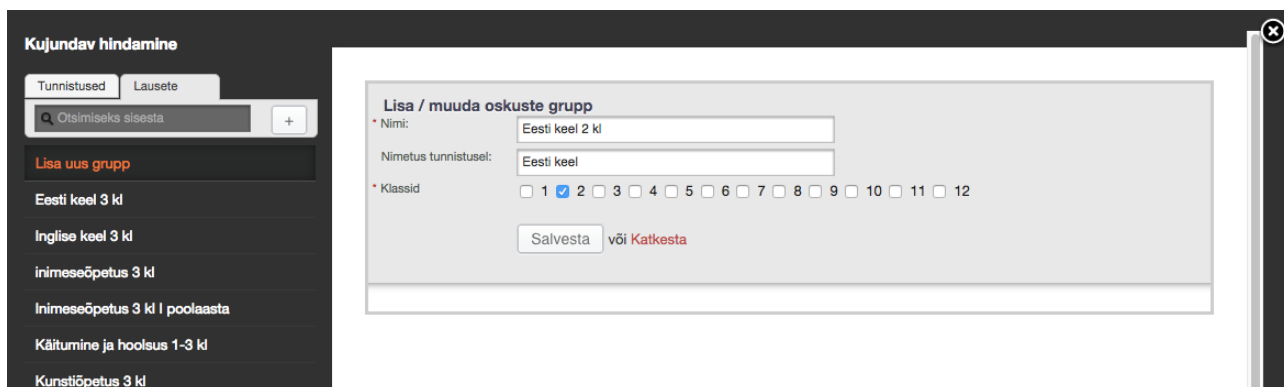 Kujundav hindamine
Tunnistused Lausete
Otsimiseks sisesta
+
Lisa uus grupp
Eesti keel 3 kl
Inglise keel 3 kl
inimeseõpetus 3 kl
Inimeseõpetus 3 kl I poolaasta
Käitumine ja hoolsus 1-3 kl
Kunstiõpetus 3 kl
Lisa / muuda oskuste grupp
* Nimi: Eesti keel 2 kl
Nimetus tunnistusel: Eesti keel
* Klassid 1 2 3 4 5 6 7 8 9 10 11 12
Salvesta või Katkesta